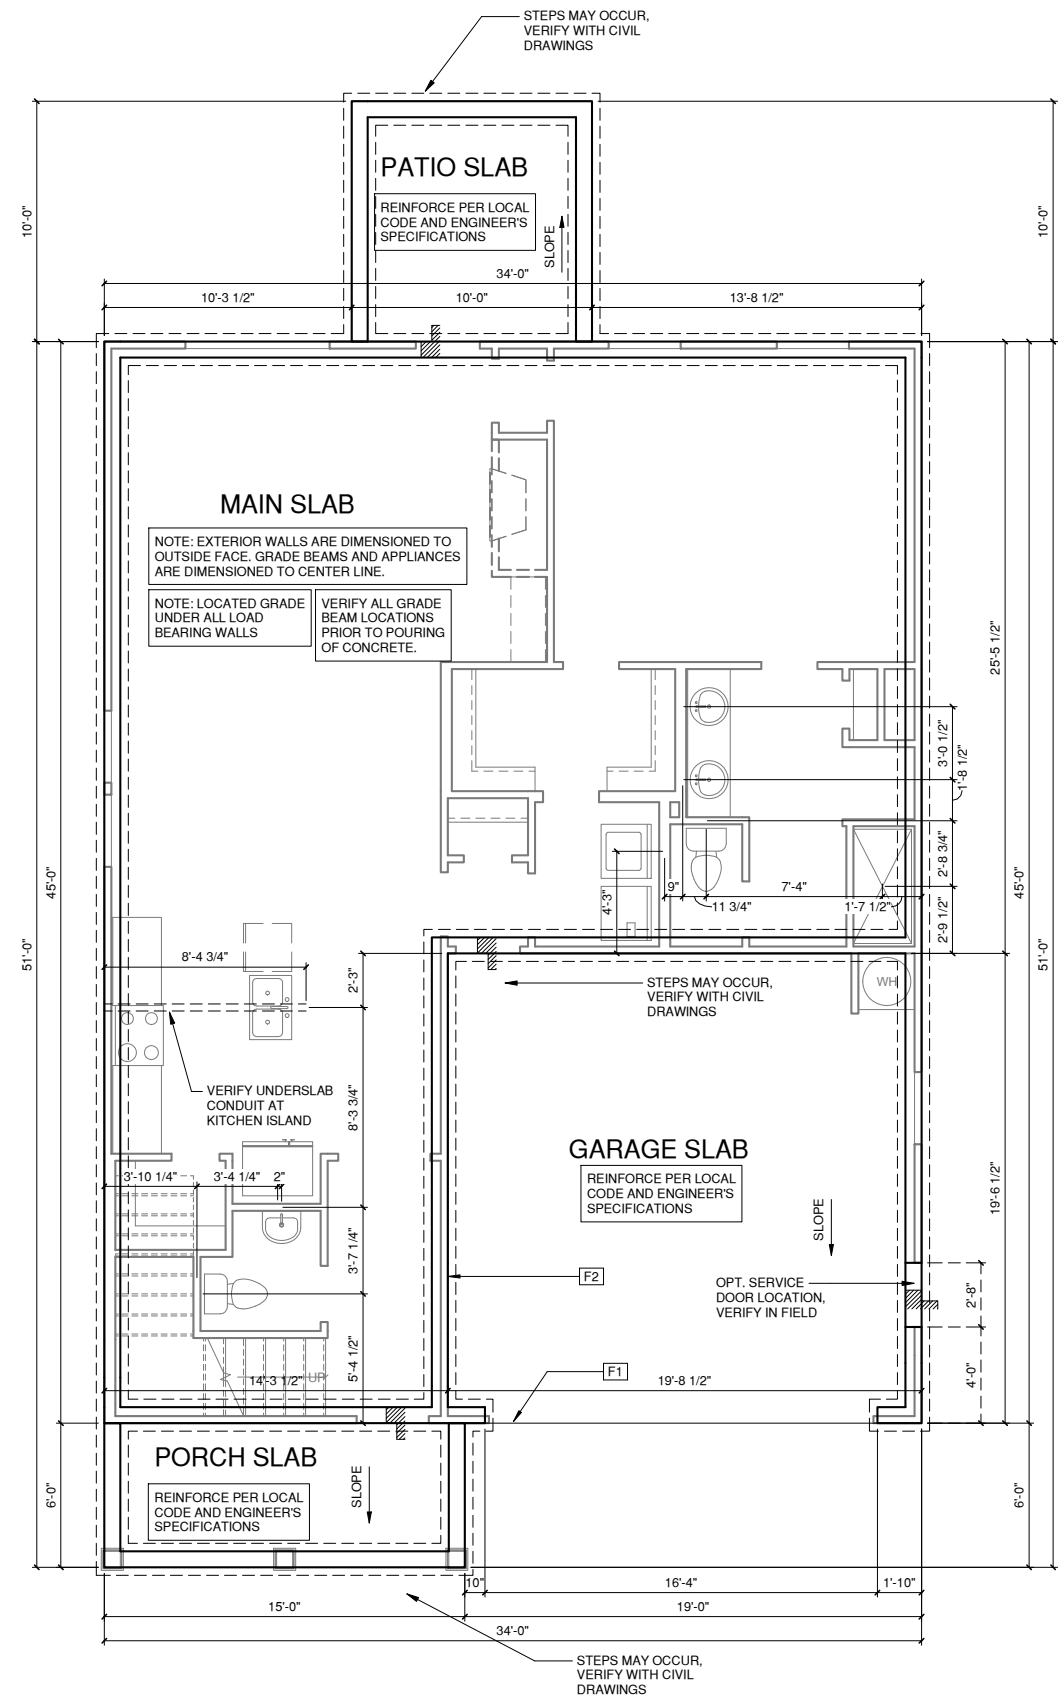 STEPS MAY OCCUR,
VERIFY WITH CIVIL
DRAWINGS
PATIO SLAB
REINFORCE PER LOCAL
CODE AND ENGINEER'S
SPECIFICATIONS
SLOPE
10'-0"
10'-0"
34'-0"
10'-3 1/2"
10'-0"
13'-8 1/2"
MAIN SLAB
NOTE: EXTERIOR WALLS ARE DIMENSIONED TO
OUTSIDE FACE. GRADE BEAMS AND APPLIANCES
ARE DIMENSIONED TO CENTER LINE.
NOTE: LOCATED GRADE
UNDER ALL LOAD
BEARING WALLS
VERIFY ALL GRADE
BEAM LOCATIONS
PRIOR TO POURING
OF CONCRETE.
25'-5 1/2"
3'-0 1/2"
1'-8 1/2"
2'-8 3/4"
2'-9 1/2"
45'-0"
51'-0"
45'-0"
51'-0"
4'-3"
9"
7'-4"
11 3/4"
1'-7 1/2"
8'-4 3/4"
2'-3"
STEPS MAY OCCUR,
VERIFY WITH CIVIL
DRAWINGS
WH
VERIFY UNDERSLAB
CONDUIT AT
KITCHEN ISLAND
8'-3 3/4"
GARAGE SLAB
REINFORCE PER LOCAL
CODE AND ENGINEER'S
SPECIFICATIONS
SLOPE
19'-6 1/2"
3'-10 1/4"
3'-4 1/4"
2"
3'-7 1/4"
F2
OPT. SERVICE
DOOR LOCATION,
VERIFY IN FIELD
2'-8"
4'-0"
5'-4 1/2"
UP
14'-3 1/2"
F1
19'-8 1/2"
PORCH SLAB
REINFORCE PER LOCAL
CODE AND ENGINEER'S
SPECIFICATIONS
SLOPE
6'-0"
6'-0"
10"
16'-4"
1'-10"
15'-0"
19'-0"
34'-0"
STEPS MAY OCCUR,
VERIFY WITH CIVIL
DRAWINGS